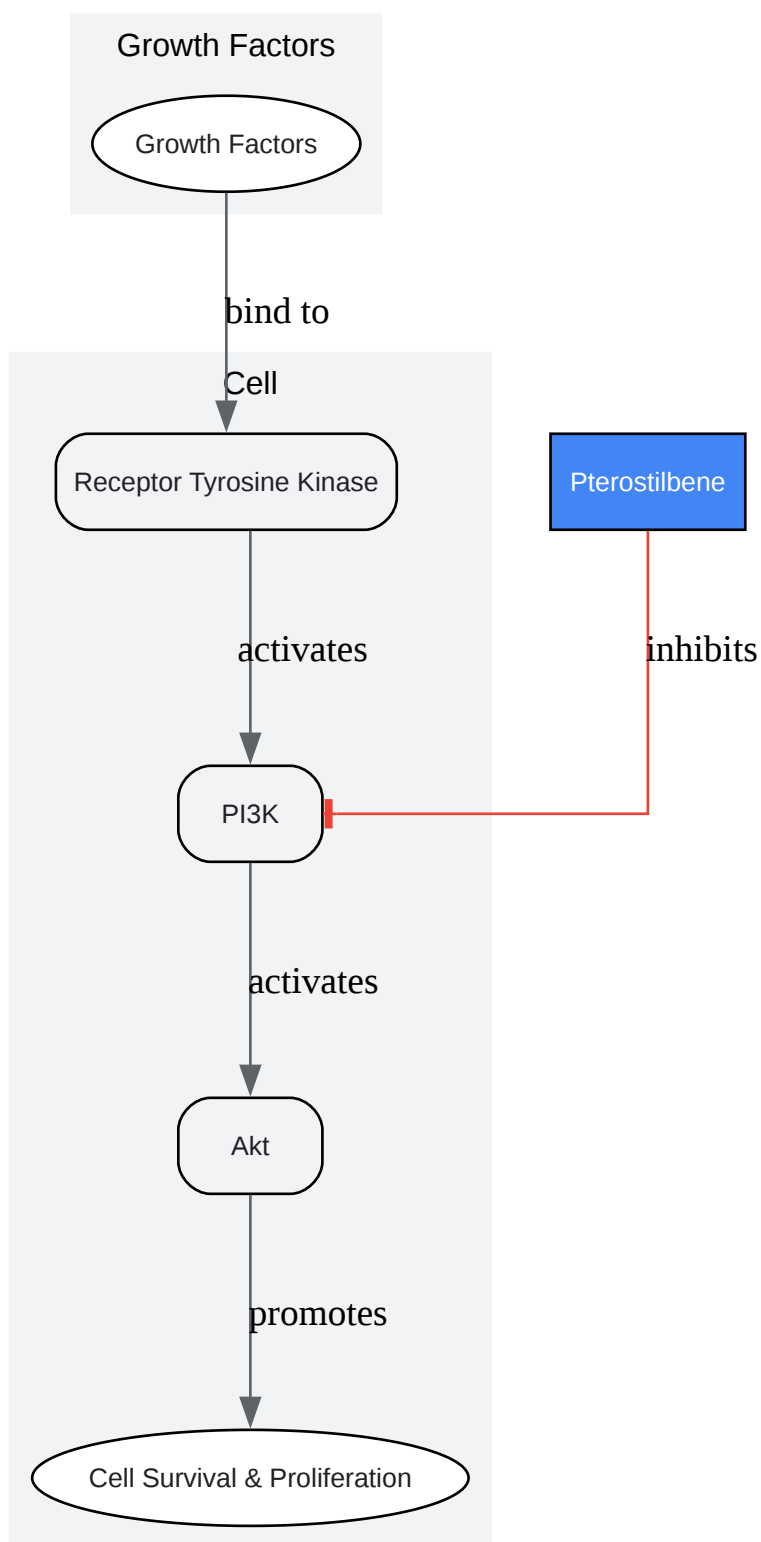 Growth Factors
Growth Factors
bind to
Cell
Receptor Tyrosine Kinase
Pterostilbene
activates
inhibits
PI3K
activates
Akt
promotes
Cell Survival & Proliferation